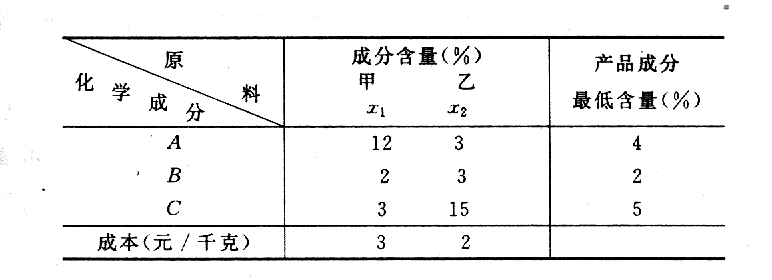 原料
化学成分
成分含量(%)
甲 乙
x₁ x₂
产品成分
最低含量(%)
A 12 3 4
B 2 3 2
C 3 15 5
成本(元/千克) 3 2